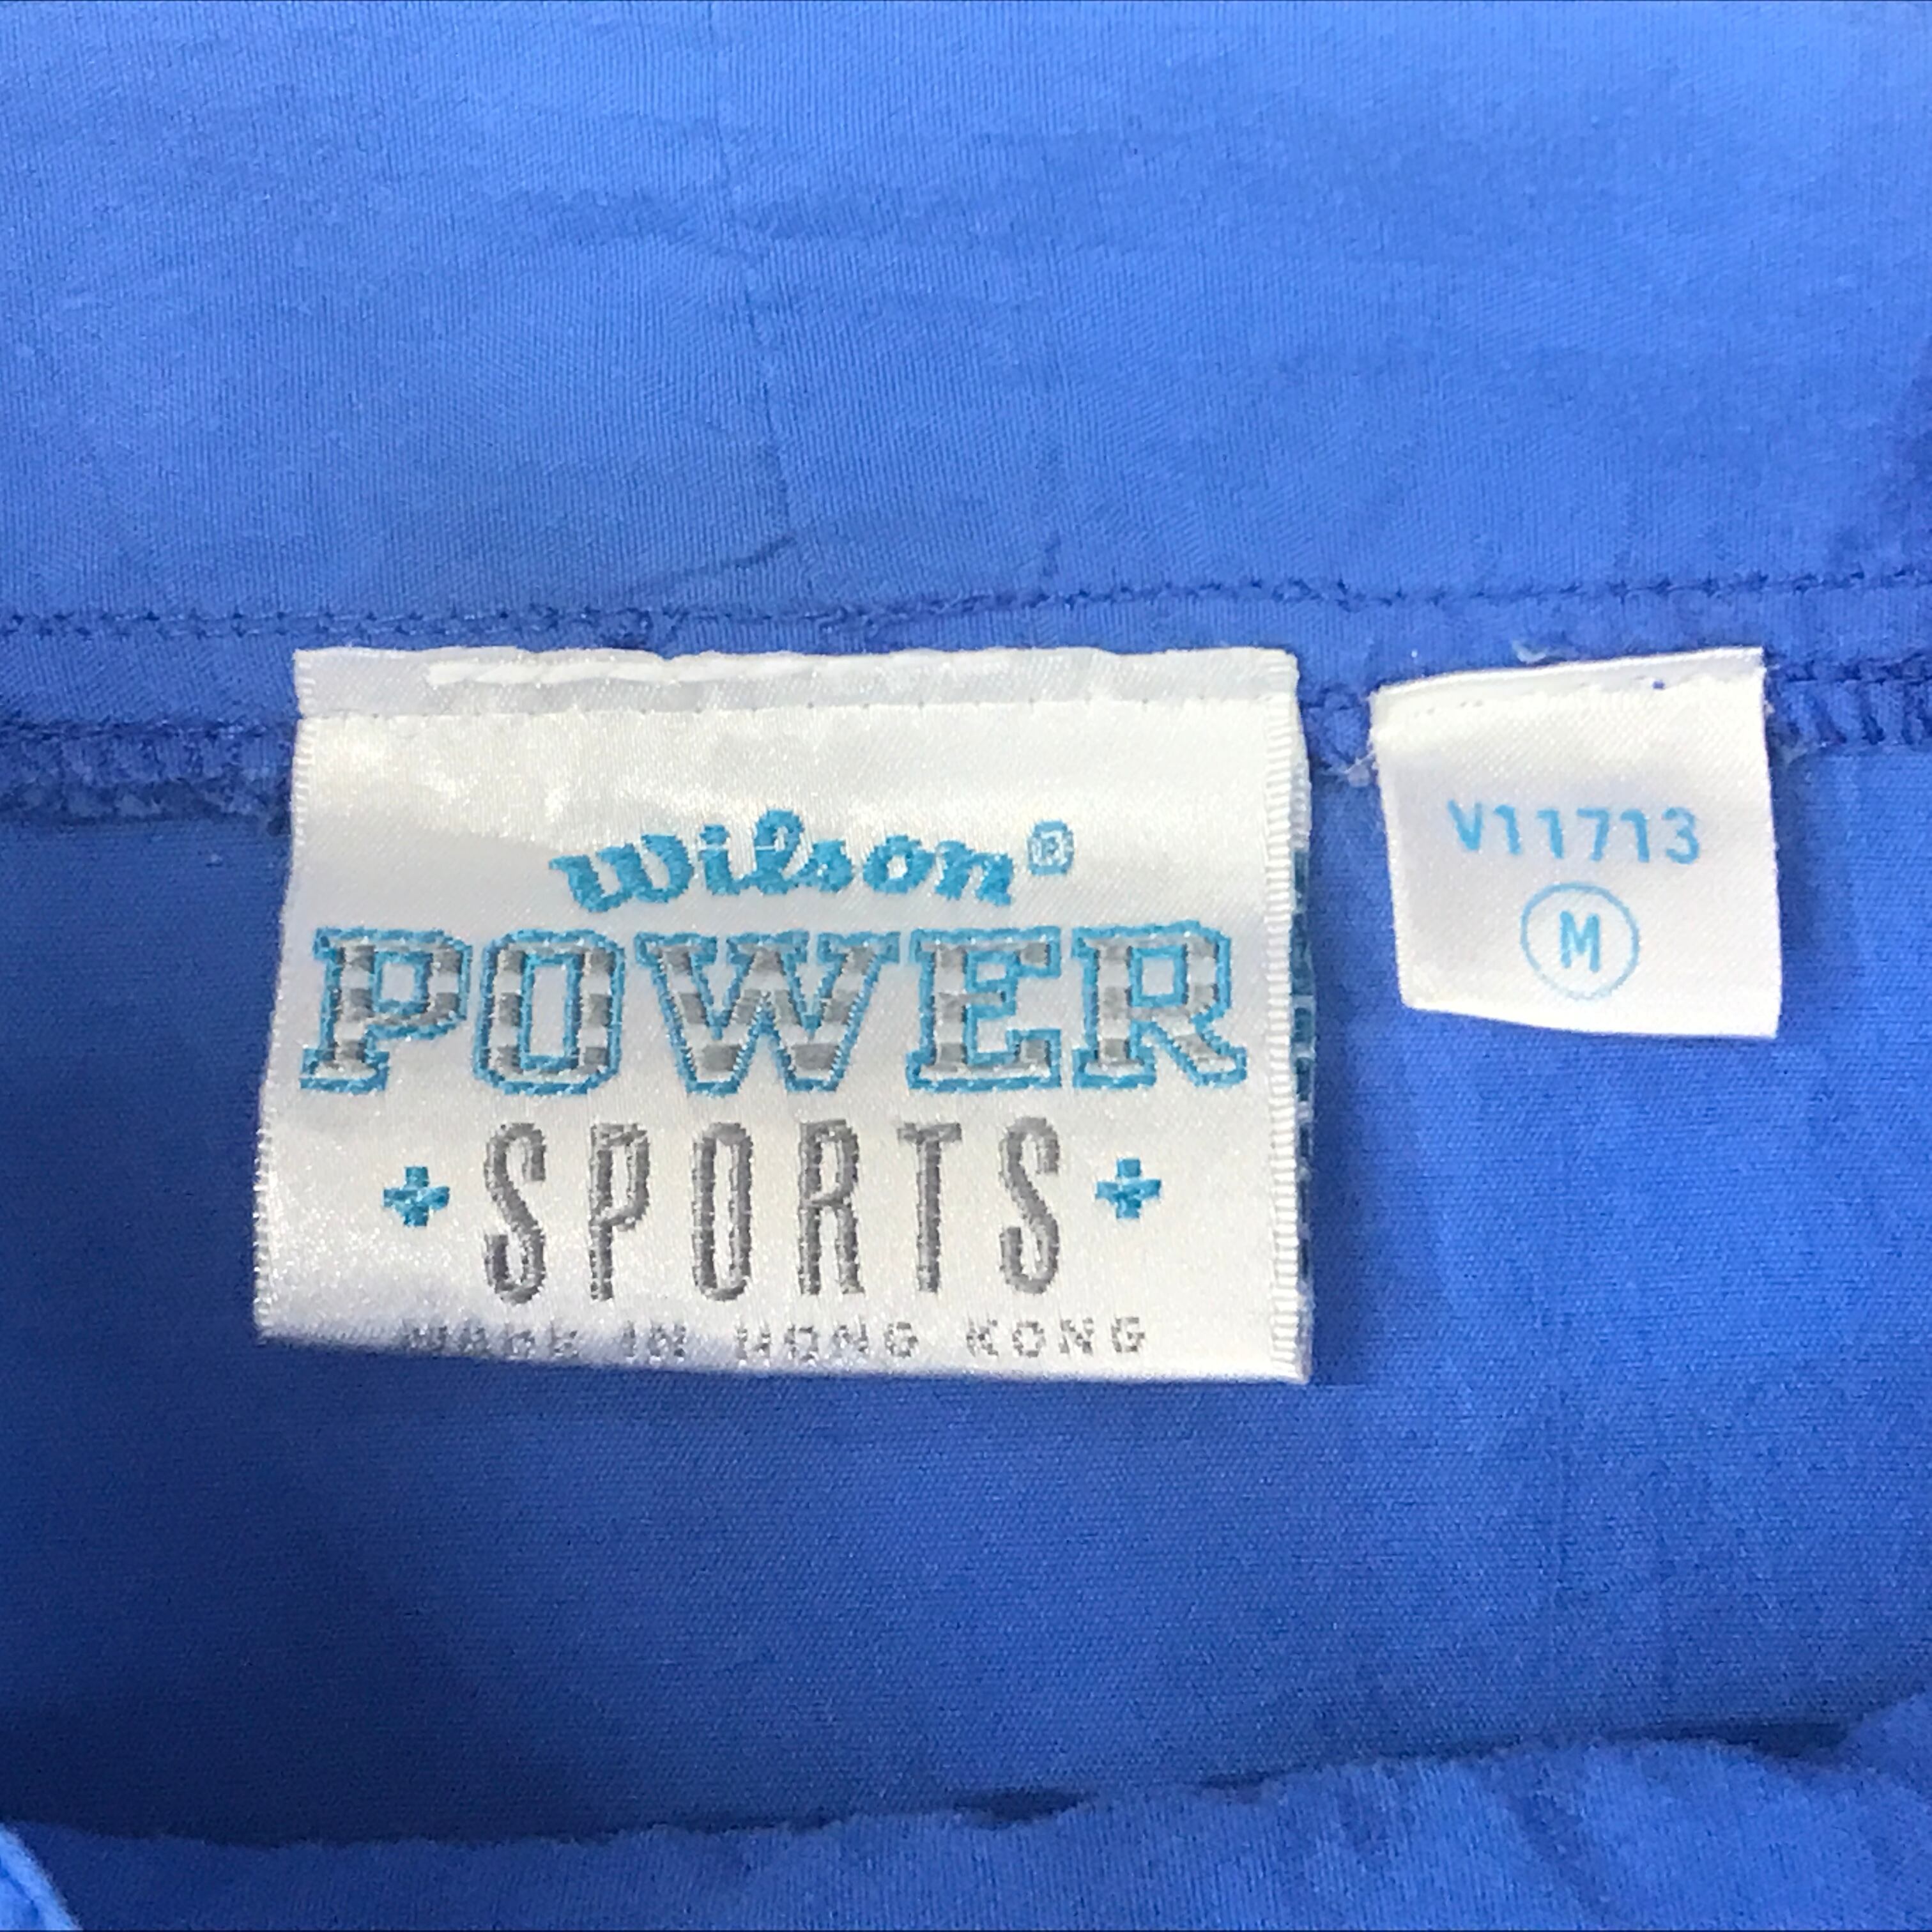 wilson®
POWER
+ SPORTS +
MADE IN HONG KONG
V11713
M